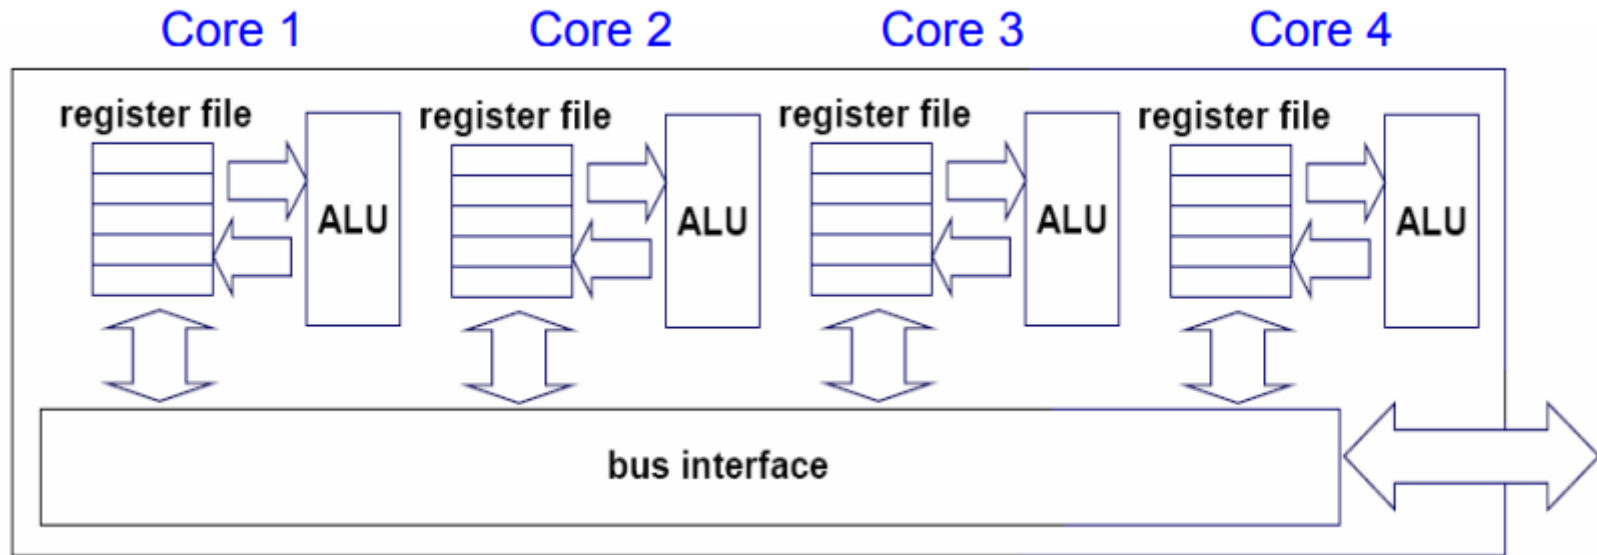 Core 1 Core 2 Core 3 Core 4
register file register file register file register file
ALU ALU ALU ALU
bus interface